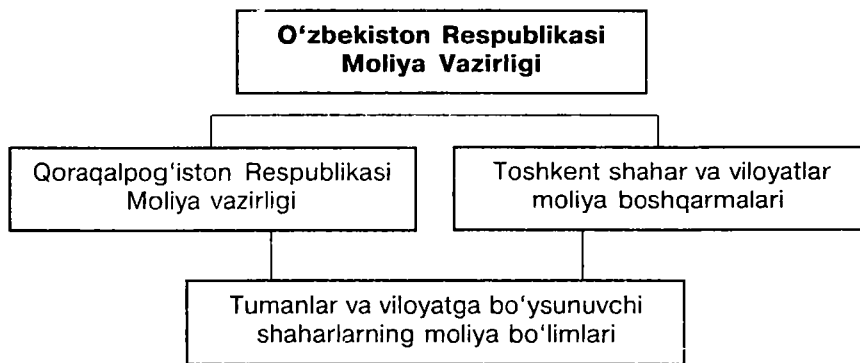 O‘zbekiston Respublikasi
Moliya Vazirligi
Qoraqalpog‘iston Respublikasi
Moliya vazirligi
Toshkent shahar va viloyatlar
moliya boshqarmalari
Tumanlar va viloyatga bo‘ysunuvchi
shaharlarning moliya bo‘limlari